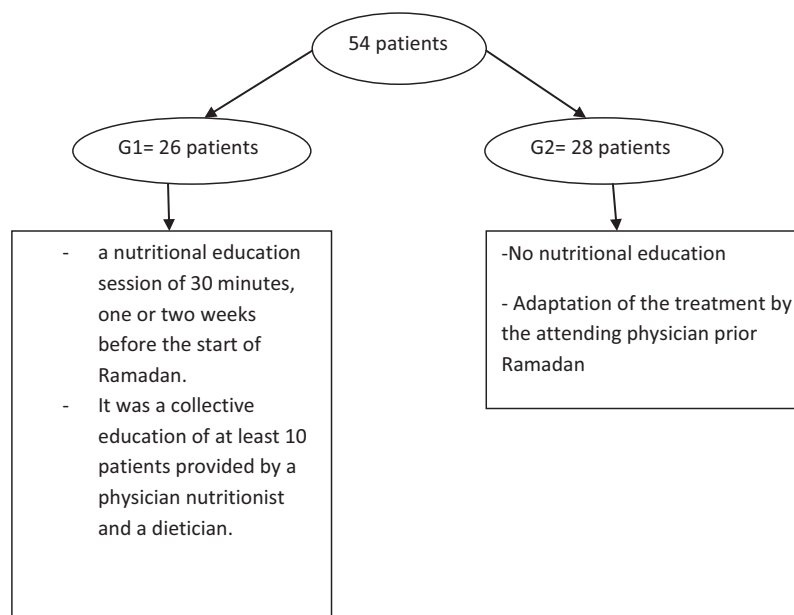 54 patients
G1= 26 patients
G2= 28 patients
- a nutritional education
session of 30 minutes,
one or two weeks
before the start of
Ramadan.
- It was a collective
education of at least 10
patients provided by a
physician nutritionist
and a dietician.
-No nutritional education
- Adaptation of the treatment by
the attending physician prior
Ramadan